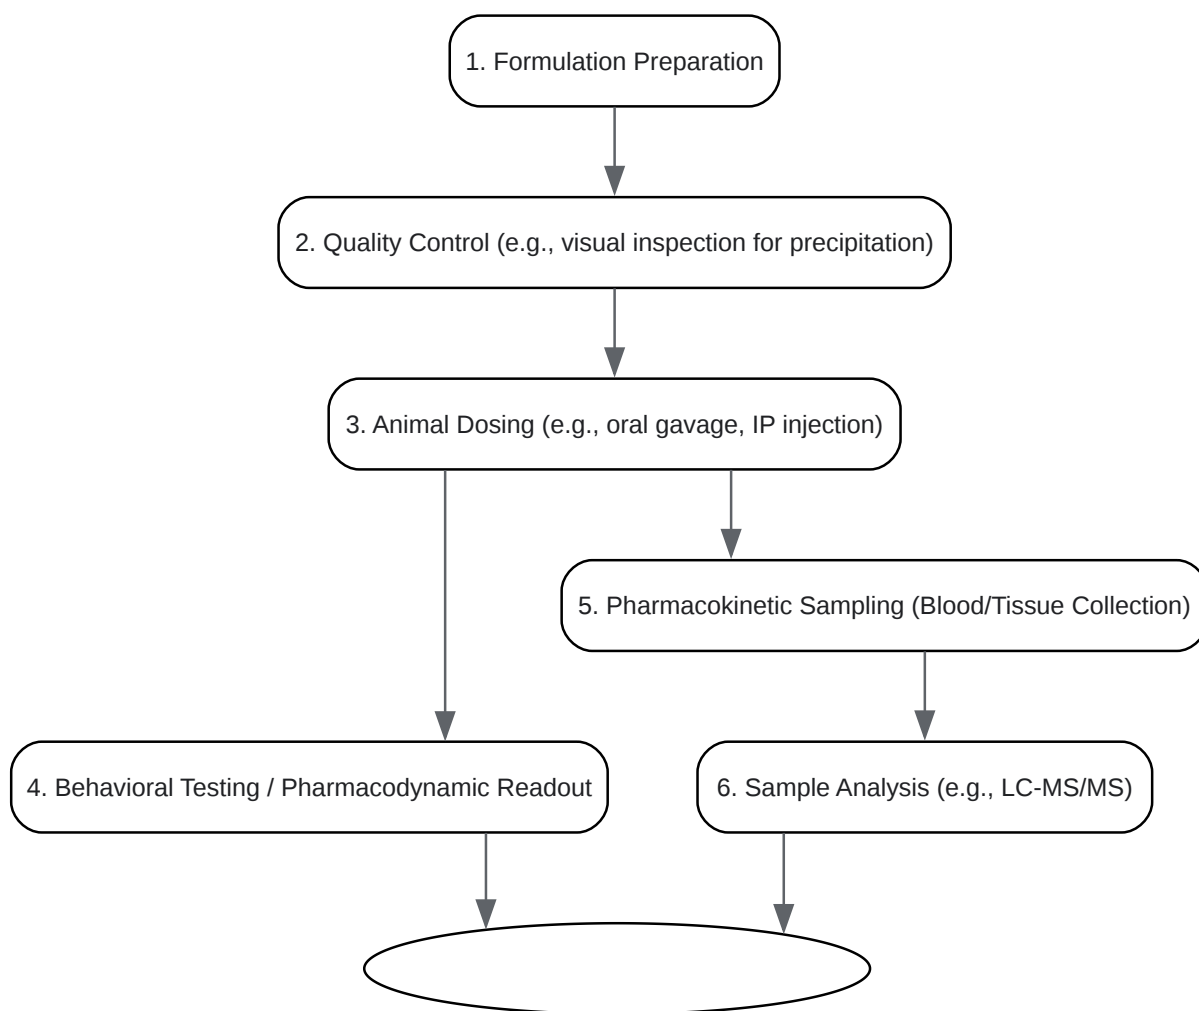 1. Formulation Preparation
2. Quality Control (e.g., visual inspection for precipitation)
3. Animal Dosing (e.g., oral gavage, IP injection)
5. Pharmacokinetic Sampling (Blood/Tissue Collection)
4. Behavioral Testing / Pharmacodynamic Readout
6. Sample Analysis (e.g., LC-MS/MS)